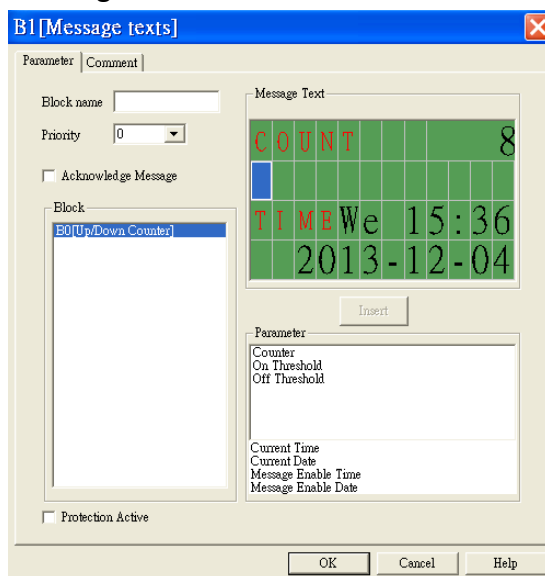 B1[Message texts]
Parameter Comment
Block name
Priority 0
Acknowledge Message
Block
B0[Up/Down Counter]
Protection Active
Message Text
COUNT 8
TIMEWe 15:36
2013-12-04
Insert
Parameter
Counter
On Threshold
Off Threshold
Current Time
Current Date
Message Enable Time
Message Enable Date
OK Cancel Help